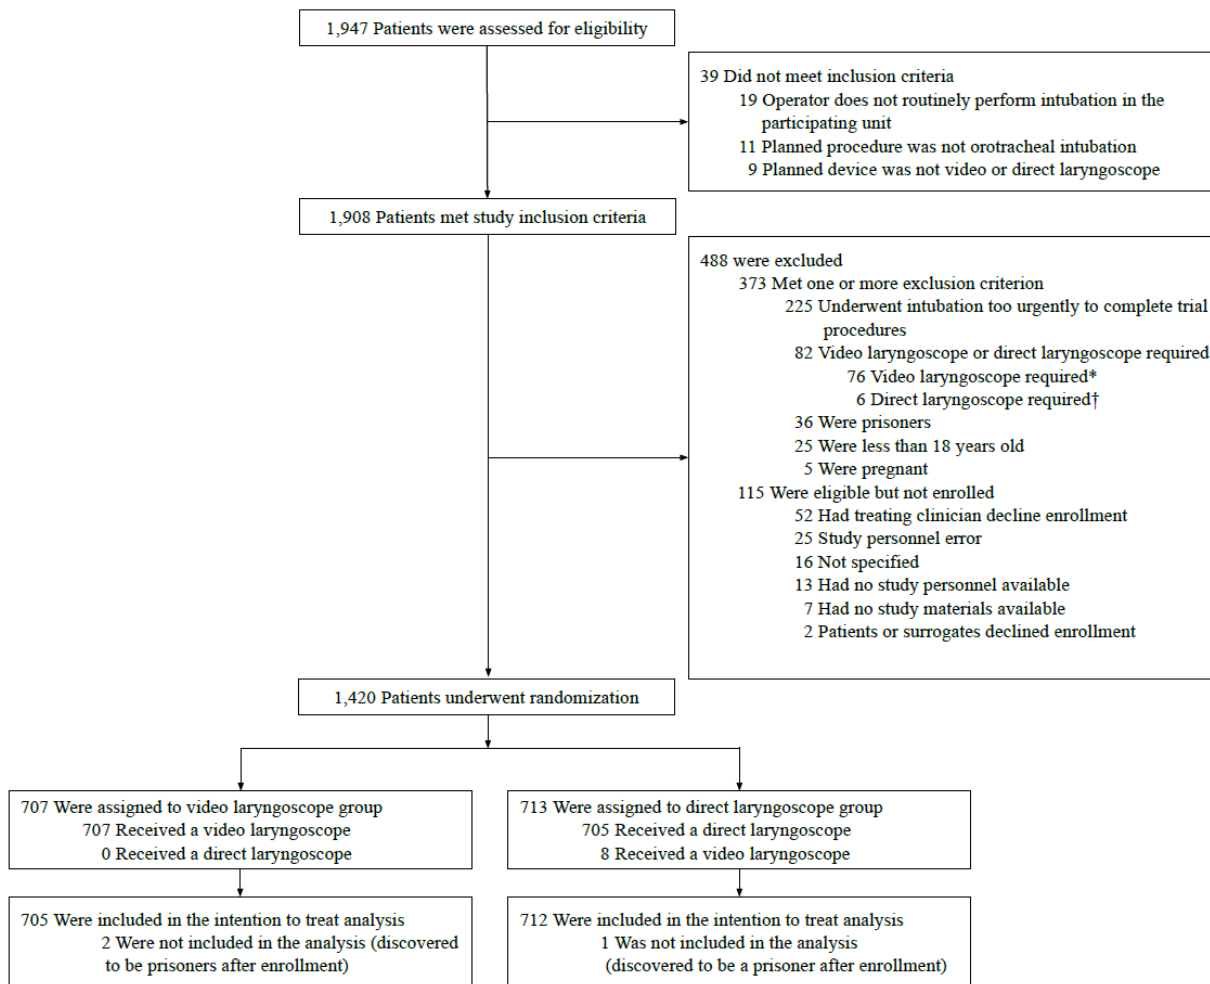 1,947 Patients were assessed for eligibility
39 Did not meet inclusion criteria
19 Operator does not routinely perform intubation in the
participating unit
11 Planned procedure was not orotracheal intubation
9 Planned device was not video or direct laryngoscope
1,908 Patients met study inclusion criteria
488 were excluded
373 Met one or more exclusion criterion
225 Underwent intubation too urgently to complete trial
procedures
82 Video laryngoscope or direct laryngoscope required
76 Video laryngoscope required*
6 Direct laryngoscope required†
36 Were prisoners
25 Were less than 18 years old
5 Were pregnant
115 Were eligible but not enrolled
52 Had treating clinician decline enrollment
25 Study personnel error
16 Not specified
13 Had no study personnel available
7 Had no study materials available
2 Patients or surrogates declined enrollment
1,420 Patients underwent randomization
707 Were assigned to video laryngoscope group
707 Received a video laryngoscope
0 Received a direct laryngoscope
713 Were assigned to direct laryngoscope group
705 Received a direct laryngoscope
8 Received a video laryngoscope
705 Were included in the intention to treat analysis
2 Were not included in the analysis (discovered
to be prisoners after enrollment)
712 Were included in the intention to treat analysis
1 Was not included in the analysis
(discovered to be a prisoner after enrollment)